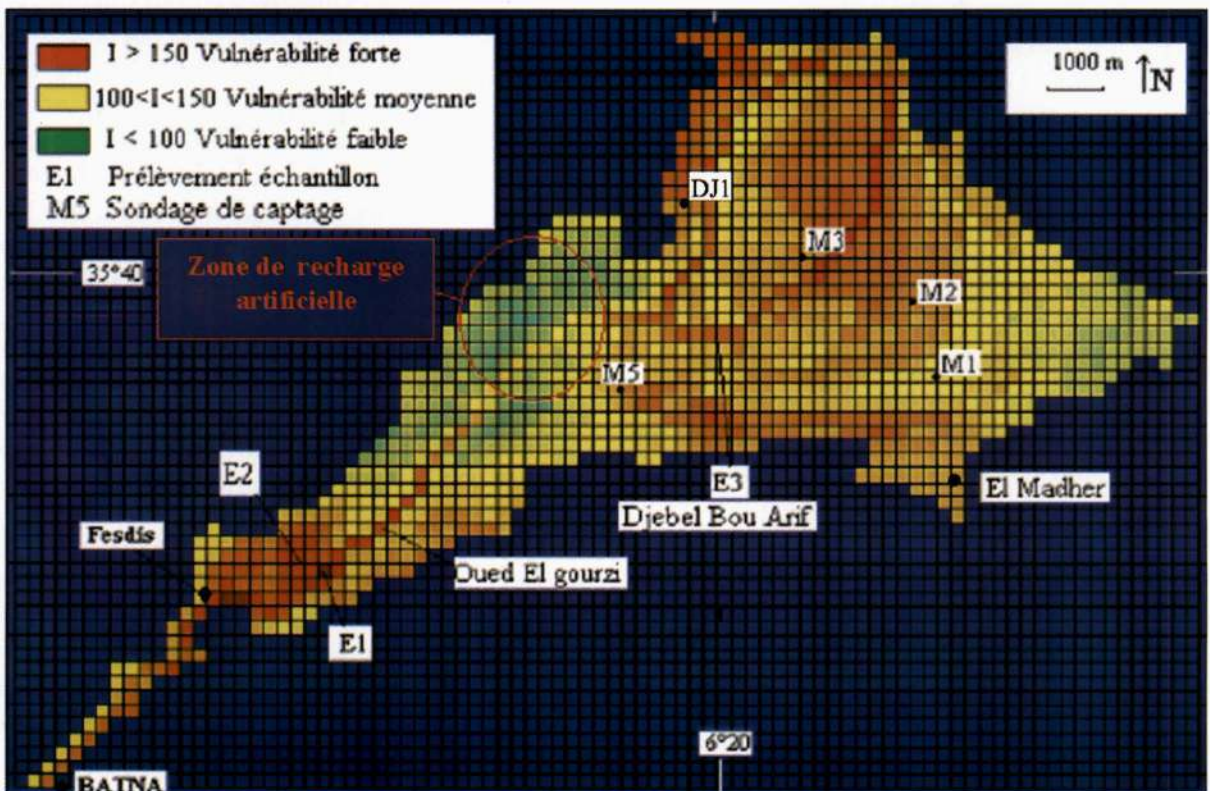 I > 150 Vulnérabilité forte
100<I<150 Vulnérabilité moyenne
I < 100 Vulnérabilité faible
E1 Prélèvement échantillon
M5 Sondage de captage
1000 m N
DJ1
M3
Zone de recharge
artificielle
35°40
M2
M1
M5
E2
E3
El Madher
Djebel Bou Arif
Fesdis
Oued El gourzi
E1
6°20
BATNA